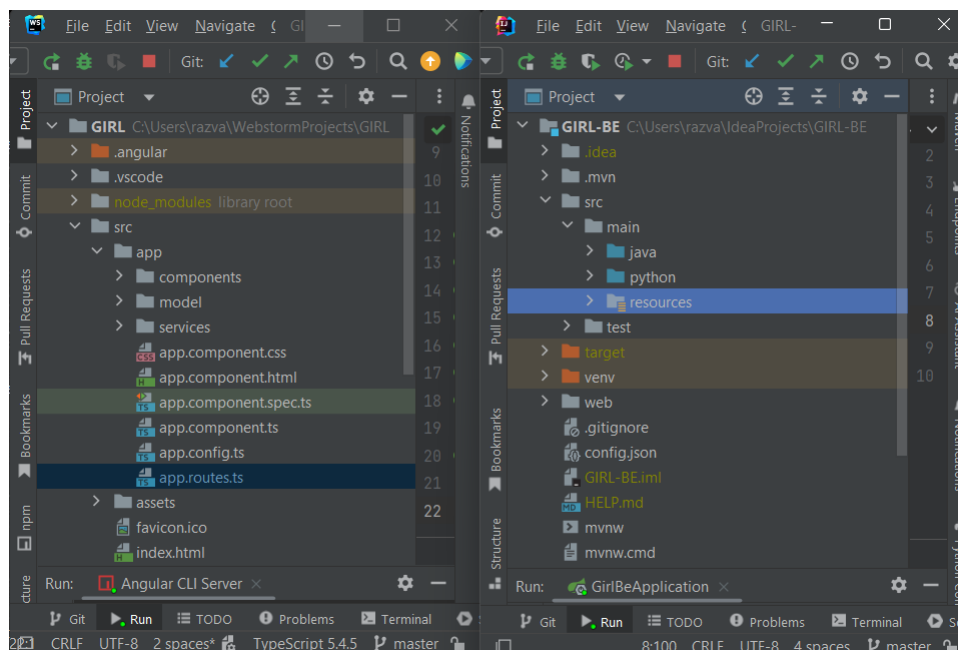 WS File Edit View Navigate
Git:
Project
GIRL C:\Users\razva\WebstormProjects\GIRL
.angular
.vscode
node_modules library root
src
app
components
model
services
app.component.css
app.component.html
app.component.spec.ts
app.component.ts
app.config.ts
app.routes.ts
assets
favicon.ico
index.html
9
10
11
12
13
14
15
16
17
18
19
20
21
22
Project
Commit
Pull Requests
Bookmarks
npm
Notifications
Run: Angular CLI Server
Git Run TODO Problems Terminal
22:1 CRLF UTF-8 2 spaces* TypeScript 5.4.5 master
IJ File Edit View Navigate GIRL-
Git:
Project
GIRL-BE C:\Users\razva\IdeaProjects\GIRL-BE
.idea
.mvn
src
main
java
python
resources
test
target
venv
web
.gitignore
config.json
GIRL-BE.iml
HELP.md
mvnw
mvnw.cmd
2
3
4
5
6
7
8
9
10
Project
Commit
Pull Requests
Bookmarks
Structure
Run: GirlBeApplication
Git Run TODO Problems Terminal
8:100 CRLF UTF-8 4 spaces master